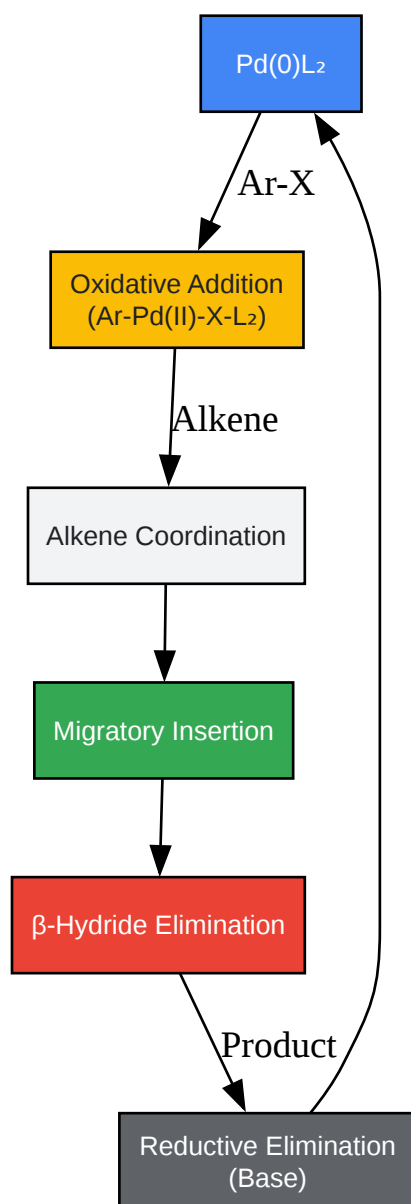 Pd(0)L₂
Ar-X
Oxidative Addition
(Ar-Pd(II)-X-L₂)
Alkene
Alkene Coordination
Migratory Insertion
β-Hydride Elimination
Product
Reductive Elimination
(Base)